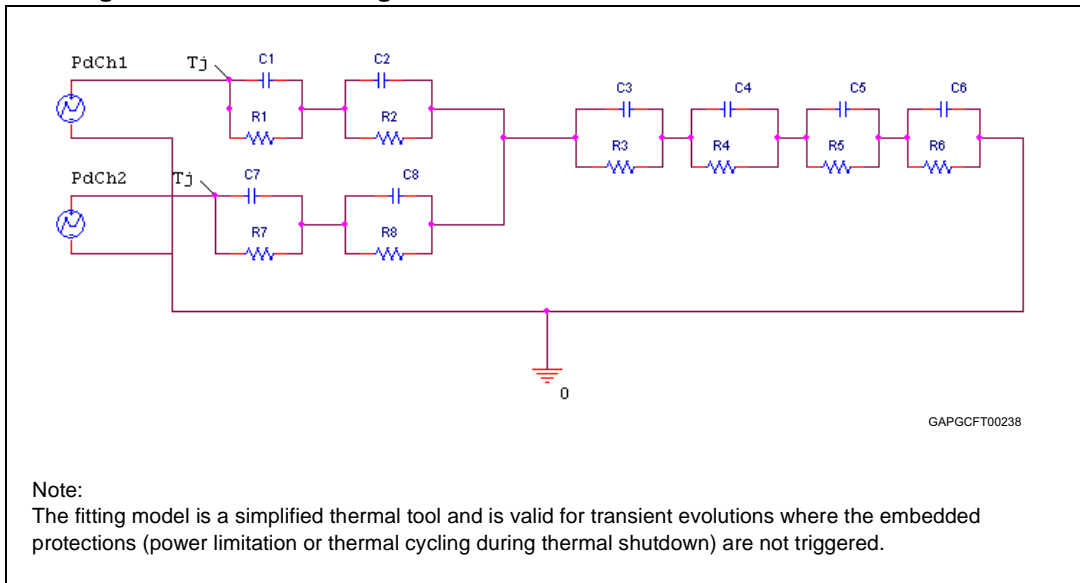 PdCh1
Tj
C1
C2
R1
R2
C3
C4
C5
C6
R3
R4
R5
R6
PdCh2
Tj
C7
C8
R7
R8
0
GAPGCFT00238
Note:
The fitting model is a simplified thermal tool and is valid for transient evolutions where the embedded
protections (power limitation or thermal cycling during thermal shutdown) are not triggered.